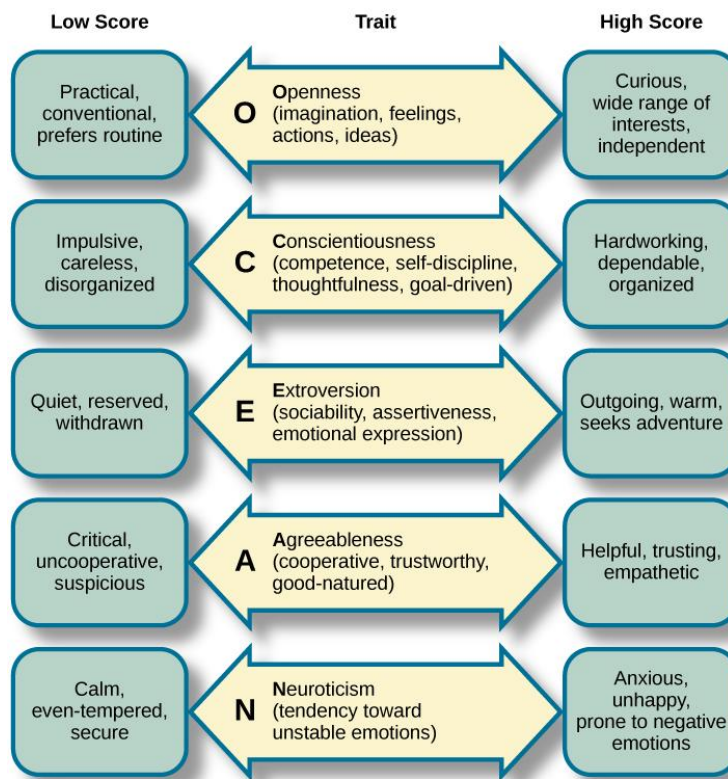 Low Score
Trait
High Score
Practical,
conventional,
prefers routine
O
Openness
(imagination, feelings,
actions, ideas)
Curious,
wide range of
interests,
independent
Impulsive,
careless,
disorganized
C
Conscientiousness
(competence, self-discipline,
thoughtfulness, goal-driven)
Hardworking,
dependable,
organized
Quiet, reserved,
withdrawn
E
Extroversion
(sociability, assertiveness,
emotional expression)
Outgoing, warm,
seeks adventure
Critical,
uncooperative,
suspicious
A
Agreeableness
(cooperative, trustworthy,
good-natured)
Helpful, trusting,
empathetic
Calm,
even-tempered,
secure
N
Neuroticism
(tendency toward
unstable emotions)
Anxious,
unhappy,
prone to negative
emotions